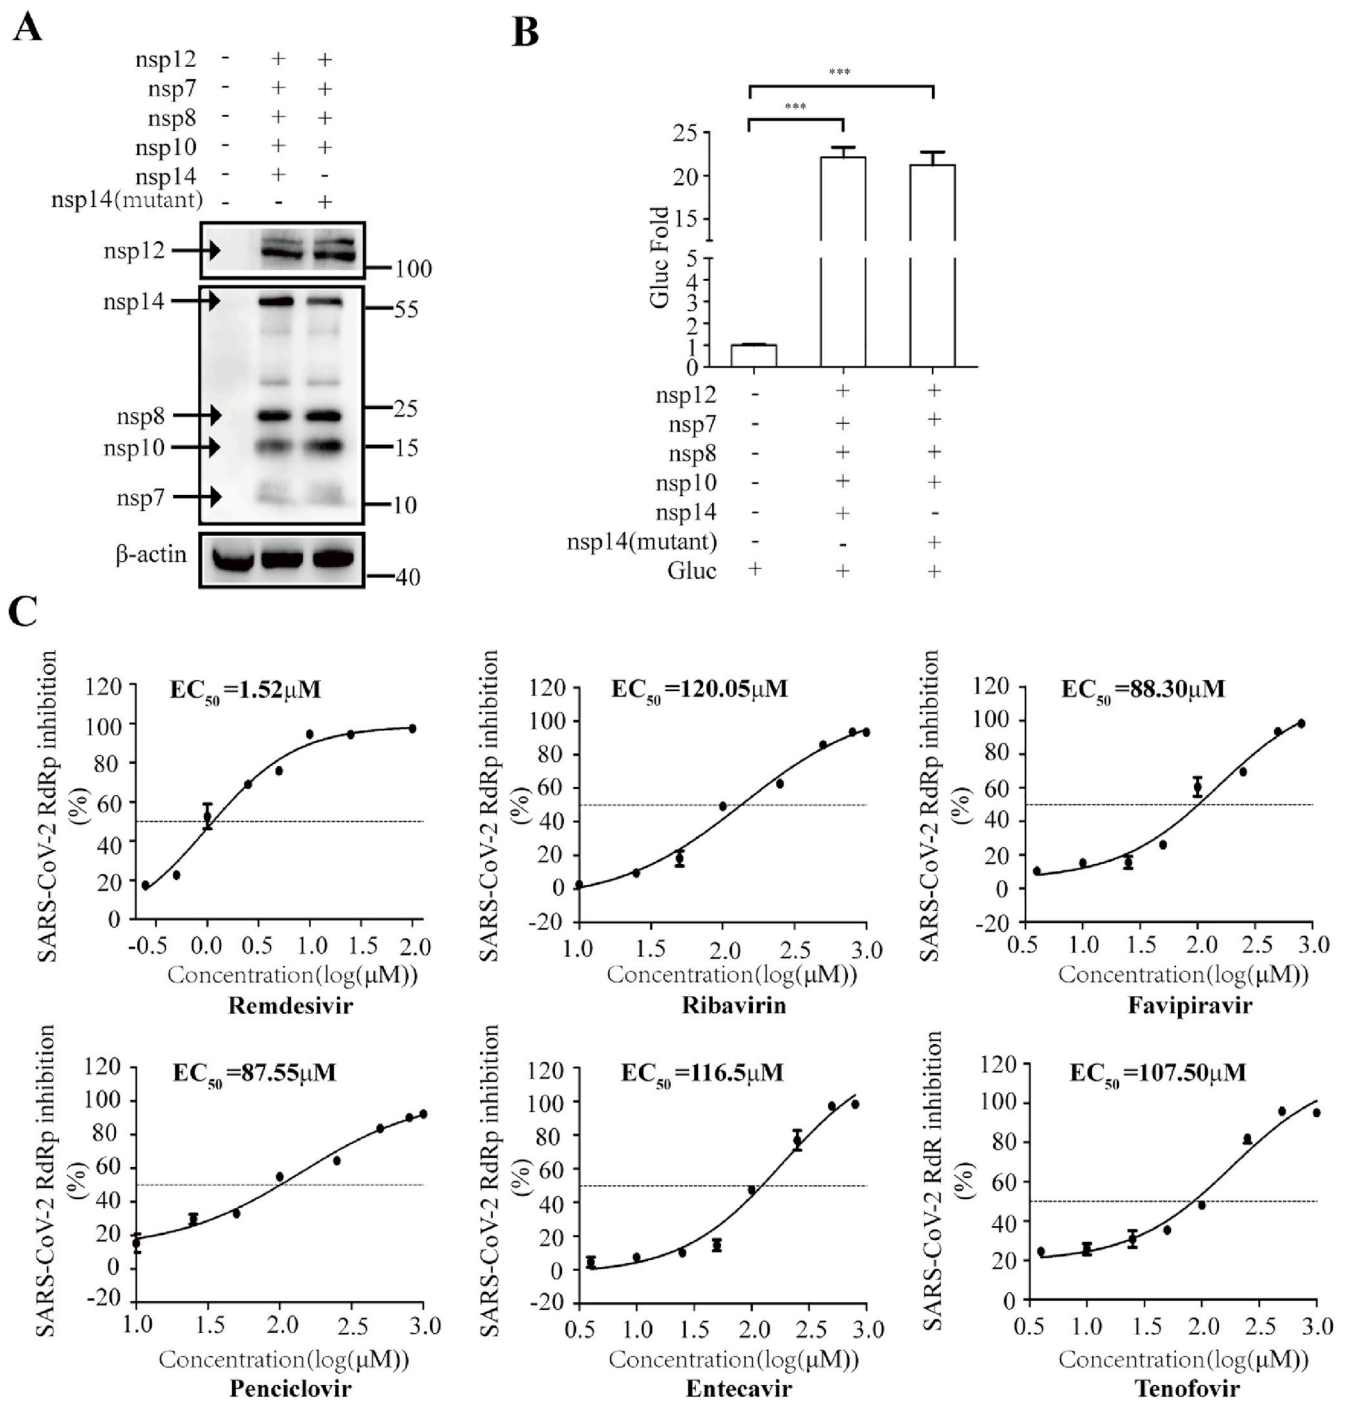 A
nsp12 - + +
nsp7 - + +
nsp8 - + +
nsp10 - + +
nsp14 - + -
nsp14(mutant) - - +
nsp12
100
nsp14
55
nsp8
25
nsp10
15
nsp7
10
β-actin
40
B
***
***
Gluc Fold
25
20
15
5
4
3
2
1
0
nsp12 - + +
nsp7 - + +
nsp8 - + +
nsp10 - + +
nsp14 - + -
nsp14(mutant) - - +
Gluc + + +
C
SARS-CoV-2 RdRp inhibition
(%)
EC50 =1.52μM
120
100
80
60
40
20
0
-0.5 0.0 0.5 1.0 1.5 2.0
Concentration(log(μM))
Remdesivir
SARS-CoV-2 RdRp inhibition
(%)
EC50 =120.05μM
120
100
80
60
40
20
0
-20
1.0 1.5 2.0 2.5 3.0
Concentration(log(μM))
Ribavirin
SARS-CoV-2 RdRp inhibition
(%)
EC50 =88.30μM
120
100
80
60
40
20
0
-20
0.5 1.0 1.5 2.0 2.5 3.0
Concentration(log(μM))
Favipiravir
SARS-CoV-2 RdRp inhibition
(%)
EC50 =87.55μM
120
100
80
60
40
20
0
-20
1.0 1.5 2.0 2.5 3.0
Concentration(log(μM))
Penciclovir
SARS-CoV-2 RdRp inhibition
(%)
EC50 =116.5μM
120
100
80
60
40
20
0
-20
0.5 1.0 1.5 2.0 2.5 3.0
Concentration(log(μM))
Entecavir
SARS-CoV-2 RdR inhibition
(%)
EC50 =107.50μM
120
100
80
60
40
20
0
0.5 1.0 1.5 2.0 2.5 3.0
Concentration(log(μM))
Tenofovir